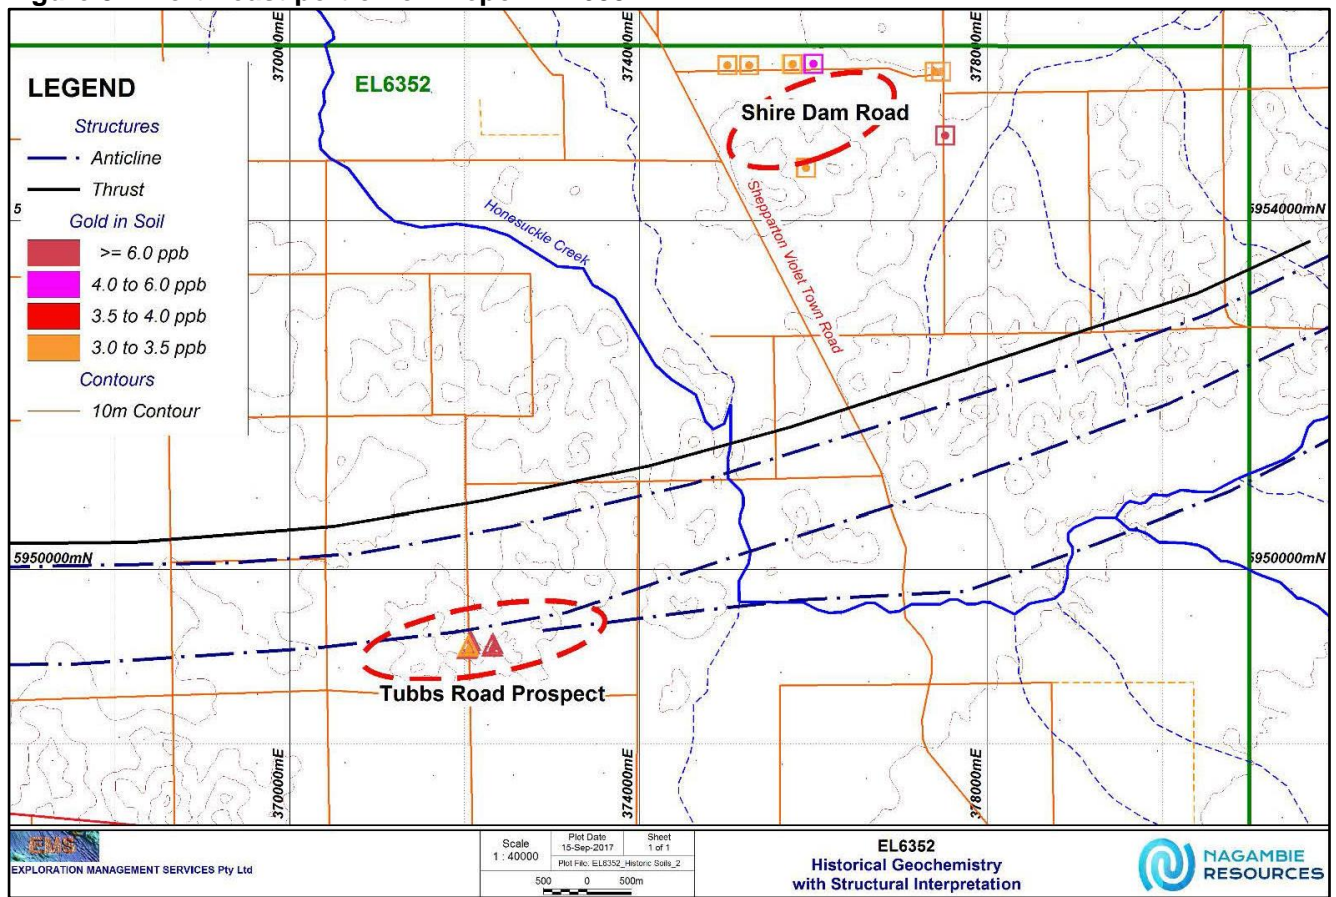 370000mE
374000mE
378000mE
EL6352
LEGEND
Structures
Anticline
Thrust
Gold in Soil
>= 6.0 ppb
4.0 to 6.0 ppb
3.5 to 4.0 ppb
3.0 to 3.5 ppb
Contours
10m Contour
Shire Dam Road
5
5954000mN
Honesuckle Creek
Shepparton Violet Town Road
5950000mN
5950000mN
Tubbs Road Prospect
370000mE
374000mE
378000mE
EMS
EXPLORATION MANAGEMENT SERVICES Pty Ltd
Scale
1 : 40000
Plot Date
15-Sep-2017
Sheet
1 of 1
Plot File: EL6352_Historic Soils_2
500 0 500m
EL6352
Historical Geochemistry
with Structural Interpretation
NAGAMBIE
RESOURCES